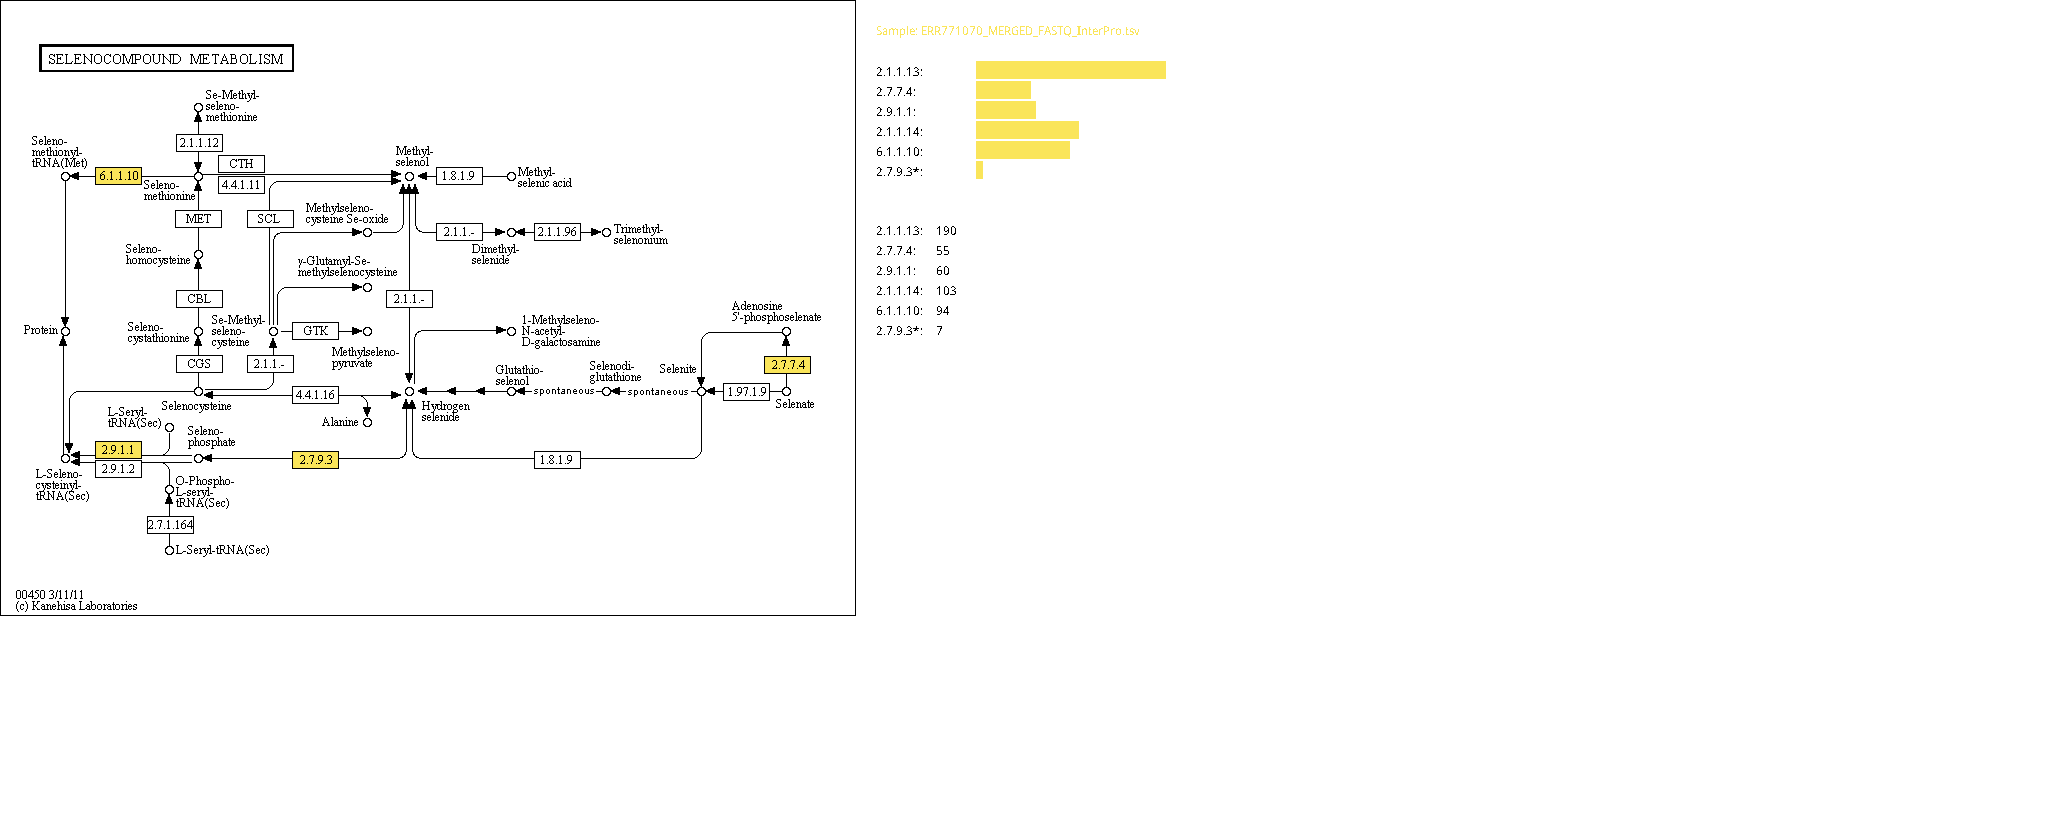 SELENOCOMPOUND METABOLISM
Se-Methyl-
seleno-
methionine
2.1.1.12
Seleno-
methionyl-
tRNA(Met)
6.1.1.10
CTH
4.4.1.11
Seleno-
methionine
Methyl-
selenol
1.8.1.9
Methyl-
selenic acid
MET
SCL
Methylseleno-
cysteine Se-oxide
2.1.1.-
2.1.1.96
Trimethyl-
selenonium
Dimethyl-
selenide
Seleno-
homocysteine
γ-Glutamyl-Se-
methylselenocysteine
CBL
2.1.1.-
Protein
Seleno-
cystathionine
Se-Methyl-
seleno-
cysteine
GTK
Methylseleno-
pyruvate
1-Methylseleno-
N-acetyl-
D-galactosamine
Adenosine
5'-phosphoselenate
CGS
2.1.1.-
2.7.7.4
Glutathio-
selenol
Selenodi-
glutathione
Selenite
spontaneous
spontaneous
1.97.1.9
Selenate
4.4.1.16
Selenocysteine
Hydrogen
selenide
Alanine
L-Seryl-
tRNA(Sec)
Seleno-
phosphate
2.9.1.1
2.9.1.2
2.7.9.3
1.8.1.9
L-Seleno-
cysteinyl-
tRNA(Sec)
O-Phospho-
L-seryl-
tRNA(Sec)
2.7.1.164
L-Seryl-tRNA(Sec)
00450 3/11/11
(c) Kanehisa Laboratories
Sample: ERR771070_MERGED_FASTQ_InterPro.tsv
2.1.1.13:
2.7.7.4:
2.9.1.1:
2.1.1.14:
6.1.1.10:
2.7.9.3*:
2.1.1.13: 190
2.7.7.4: 55
2.9.1.1: 60
2.1.1.14: 103
6.1.1.10: 94
2.7.9.3*: 7